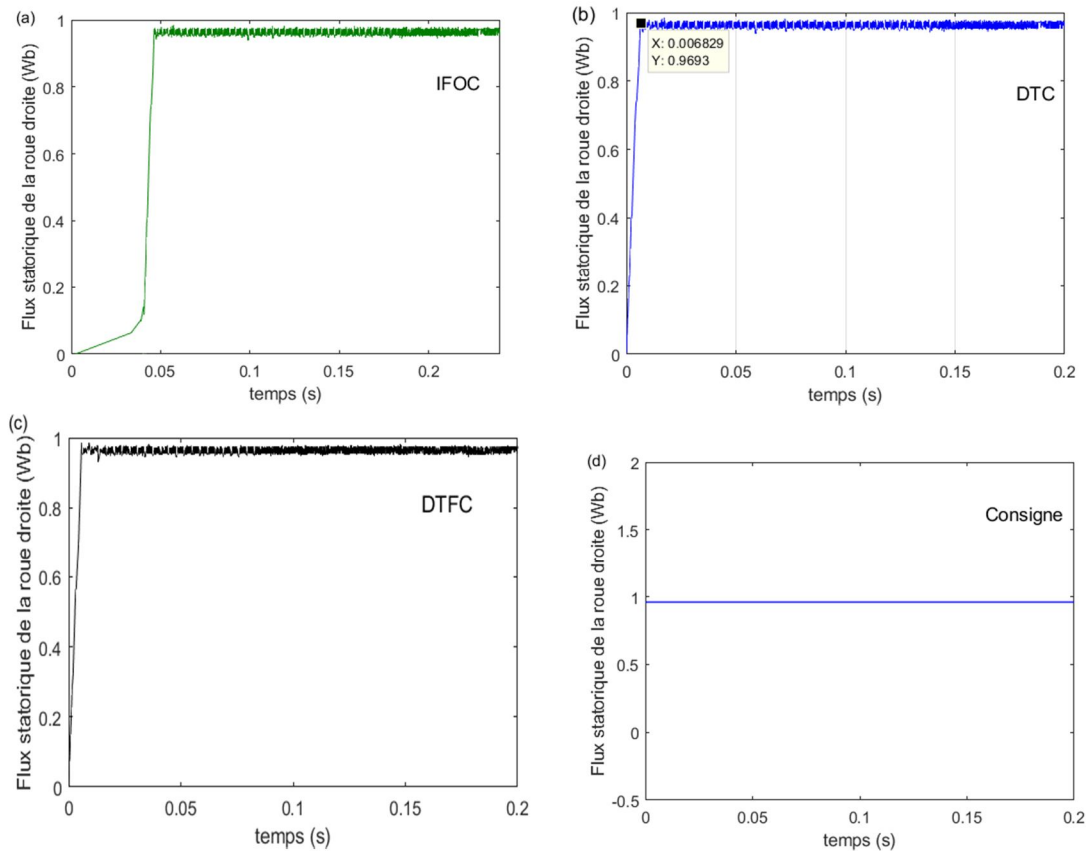 (a)
Flux statorique de la roue droite (Wb)
1
0.8
0.6
0.4
0.2
0
IFOC
0
0.05
0.1
0.15
0.2
temps (s)
(b)
Flux statorique de la roue droite (Wb)
1
0.8
0.6
0.4
0.2
0
X: 0.006829
Y: 0.9693
DTC
0
0.05
0.1
0.15
0.2
temps (s)
(c)
Flux statorique de la roue droite (Wb)
1
0.8
0.6
0.4
0.2
0
DTFC
0
0.05
0.1
0.15
0.2
temps (s)
(d)
Flux statorique de la roue droite (Wb)
2
1.5
1
0.5
0
-0.5
Consigne
0
0.05
0.1
0.15
0.2
temps (s)